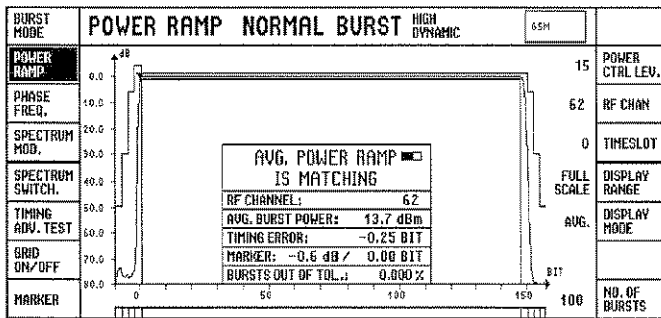 BURST MODE
POWER RAMP NORMAL BURST HIGH DYNAMIC
GSM
POWER RAMP
PHASE FREQ.
SPECTRUM MOD.
SPECTRUM SWITCH.
TIMING ADV. TEST
GRID ON/OFF
MARKER
dB
0.0
10.0
20.0
30.0
40.0
50.0
60.0
70.0
80.0
AVG. POWER RAMP
IS MATCHING
RF CHANNEL: 62
AVG. BURST POWER: 13.7 dBm
TIMING ERROR: -0.25 BIT
MARKER: -0.6 dB / 0.00 BIT
BURSTS OUT OF TOL.: 0.000 %
0 50 100 150
BIT
15 POWER CTRL LEV.
62 RF CHAN
0 TIMESLOT
FULL SCALE DISPLAY RANGE
AVG. DISPLAY MODE
100 NO. OF BURSTS